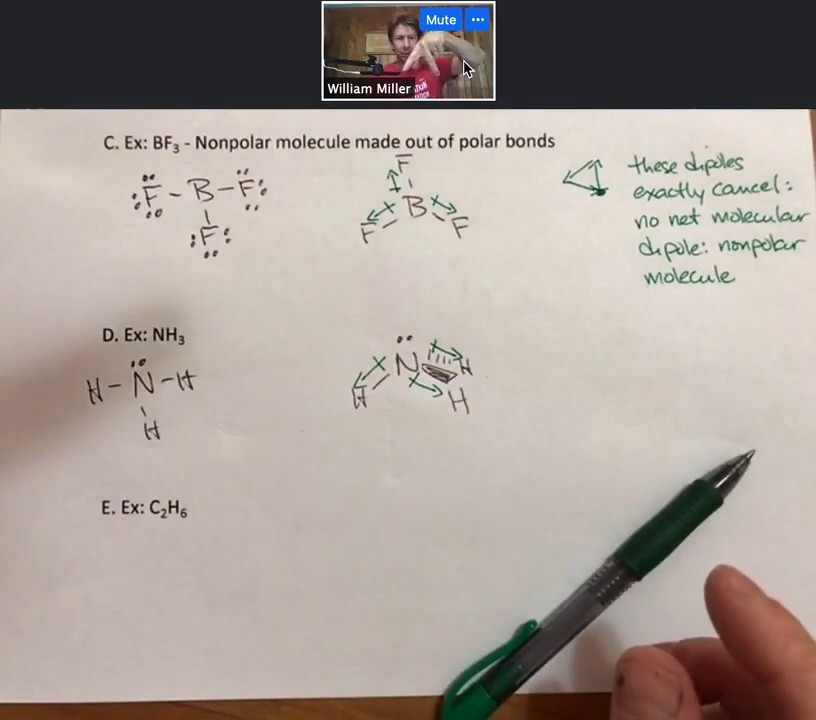 Mute
William Miller
C. Ex: BF₃ - Nonpolar molecule made out of polar bonds
F - B - F
F
F
B
F F
these dipoles
exactly cancel:
no net molecular
dipole: nonpolar
molecule
D. Ex: NH₃
H - N - H
H
N
H
H H
E. Ex: C₂H₆